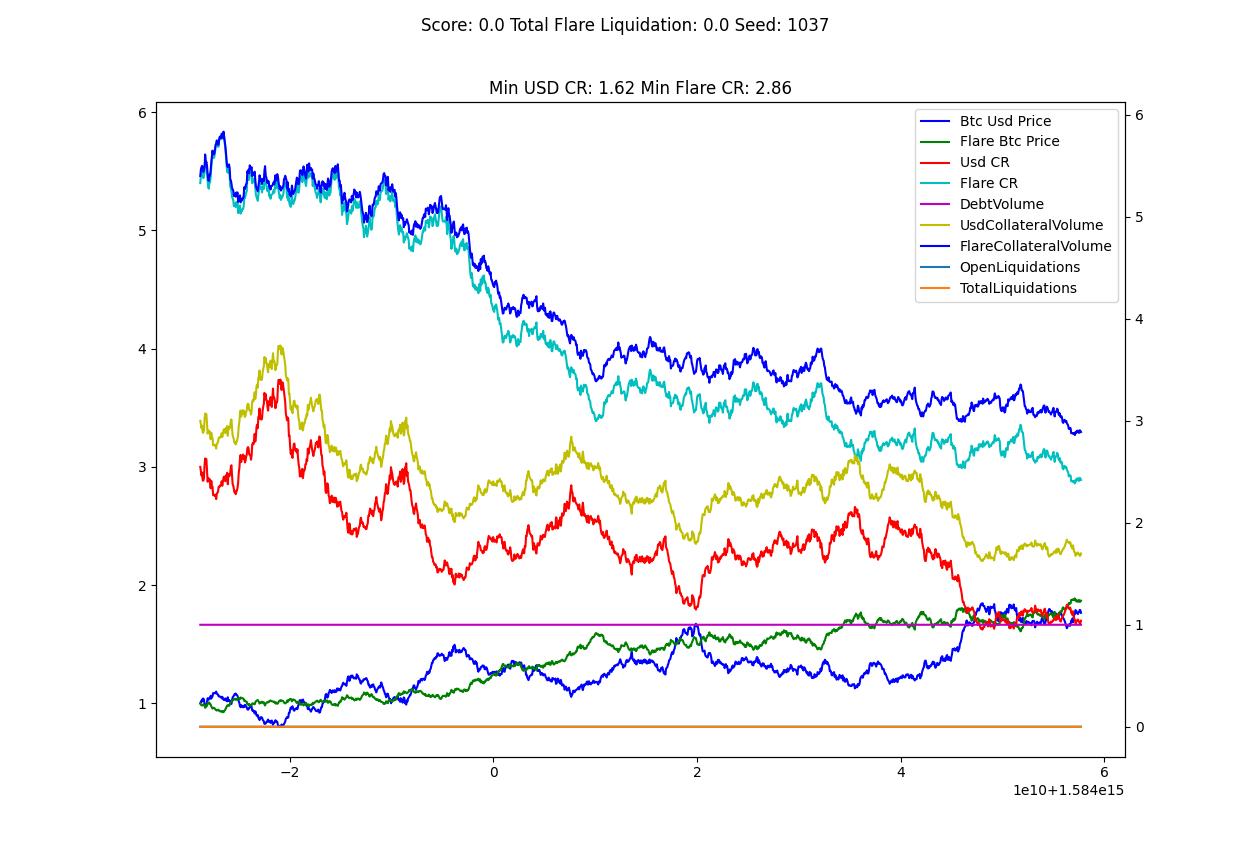 Score: 0.0 Total Flare Liquidation: 0.0 Seed: 1037
Min USD CR: 1.62 Min Flare CR: 2.86
6
5
4
3
2
1
6
5
4
3
2
1
0
Btc Usd Price
Flare Btc Price
Usd CR
Flare CR
DebtVolume
UsdCollateralVolume
FlareCollateralVolume
OpenLiquidations
TotalLiquidations
−2 0 2 4 6
1e10+1.584e15